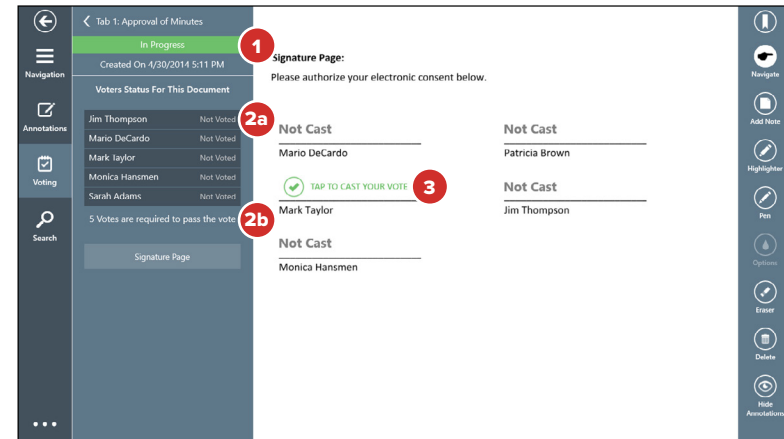 Tab 1: Approval of Minutes
In Progress
1
Created On 4/30/2014 5:11 PM
Voters Status For This Document
Jim Thompson Not Voted
2a
Mario DeCardo Not Voted
Mark Taylor Not Voted
Monica Hansmen Not Voted
Sarah Adams Not Voted
5 Votes are required to pass the vote
2b
Signature Page
Navigation
Annotations
Voting
Search
Signature Page:
Please authorize your electronic consent below.
Not Cast
Mario DeCardo
Not Cast
Patricia Brown
TAP TO CAST YOUR VOTE
3
Mark Taylor
Not Cast
Jim Thompson
Not Cast
Monica Hansmen
Navigate
Add Note
Highlighter
Pen
Options
Eraser
Delete
Hide
Annotations